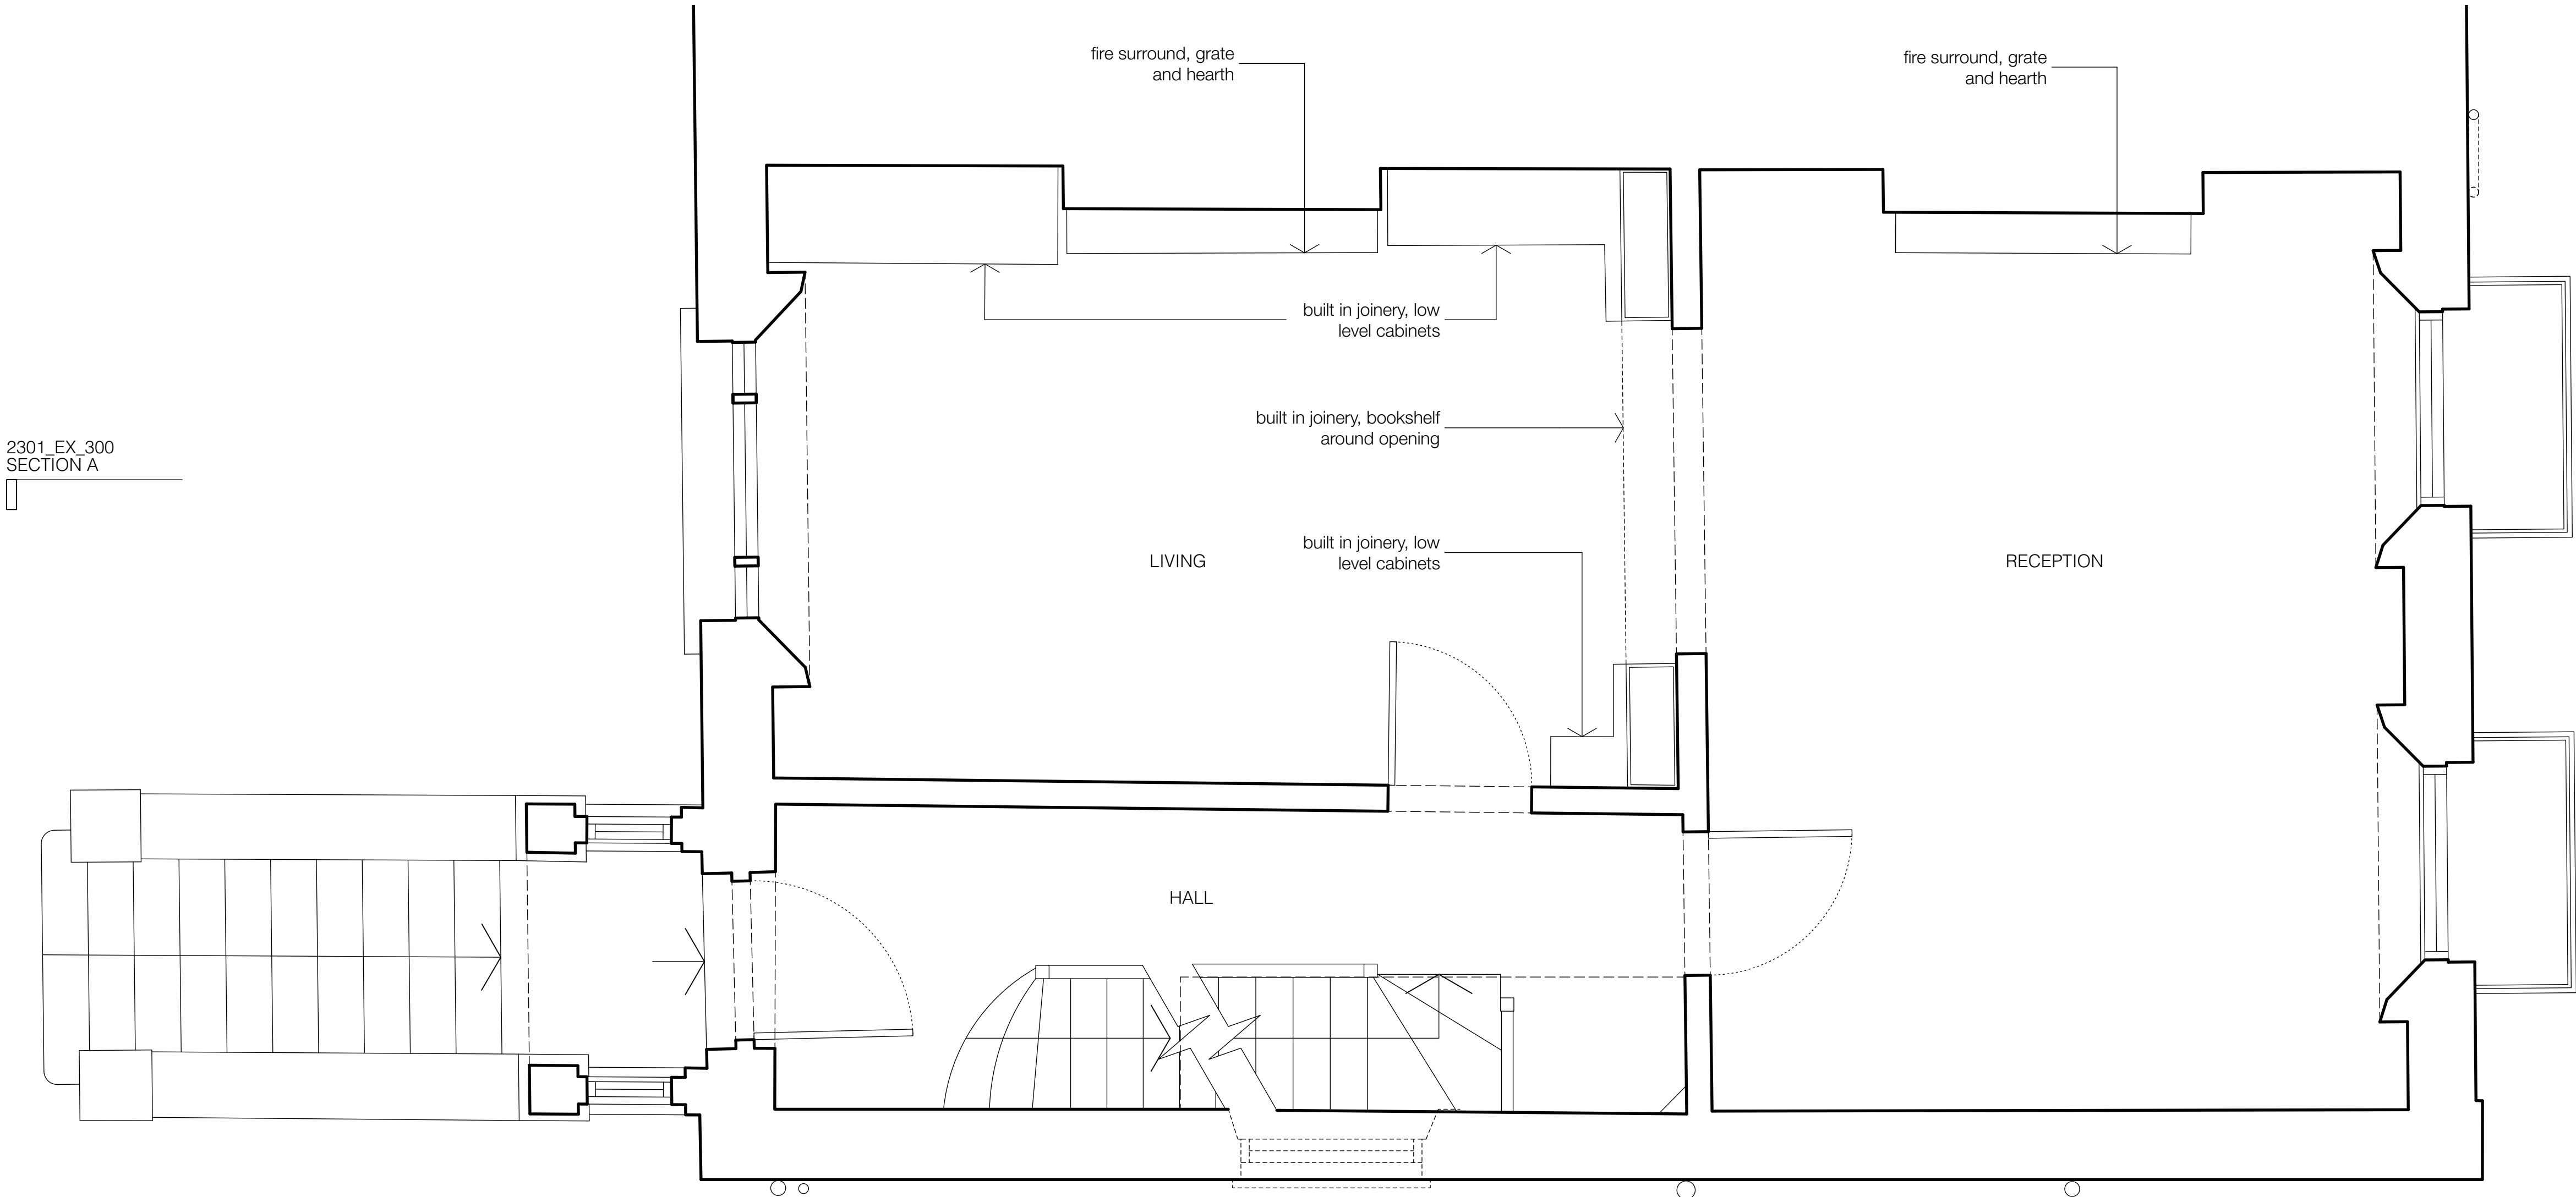 fire surround, grate
and hearth
fire surround, grate
and hearth
built in joinery, low
level cabinets
built in joinery, bookshelf
around opening
2301_EX_300
SECTION A
built in joinery, low
level cabinets
LIVING
RECEPTION
HALL